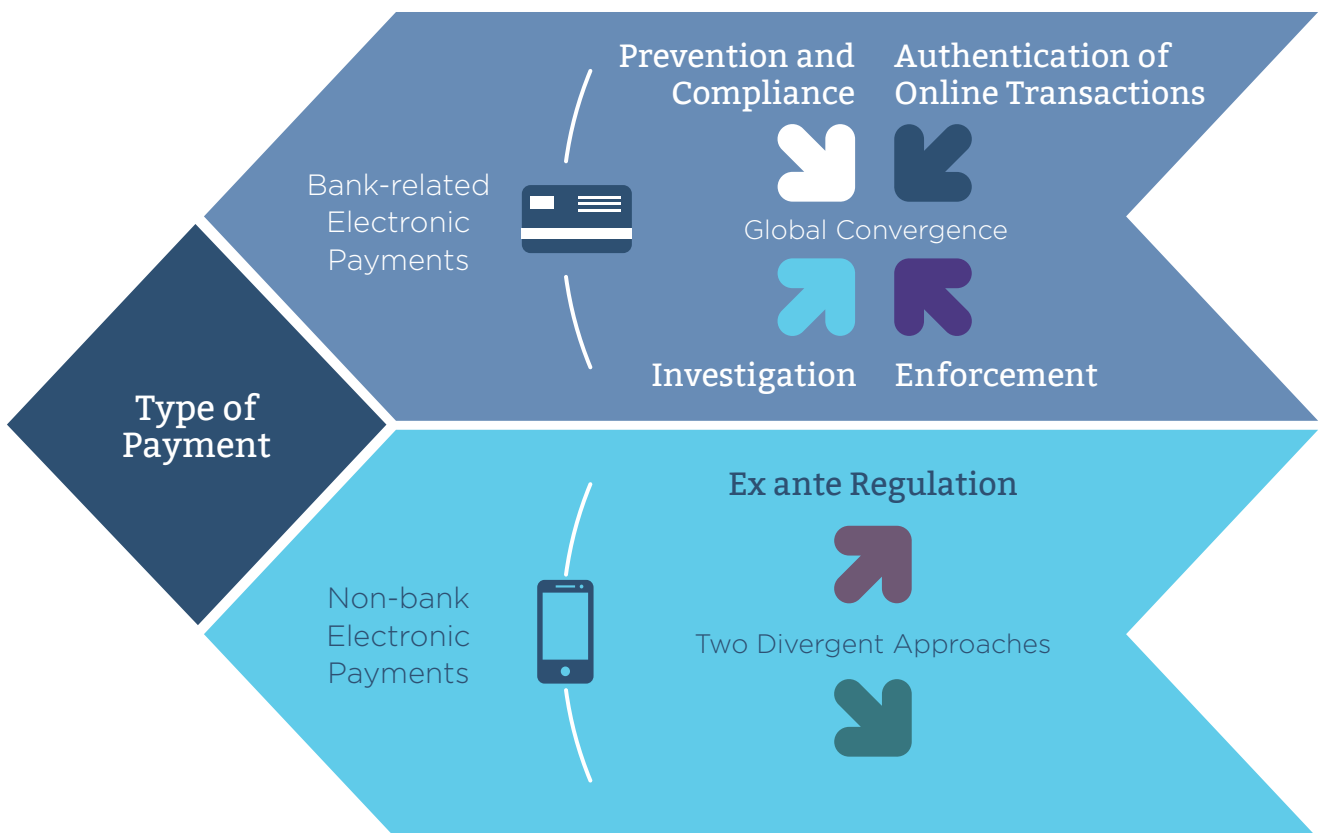 Prevention and
Compliance
Authentication of
Online Transactions
Bank-related
Electronic
Payments
Global Convergence
Investigation
Enforcement
Type of
Payment
Ex ante Regulation
Non-bank
Electronic
Payments
Two Divergent Approaches